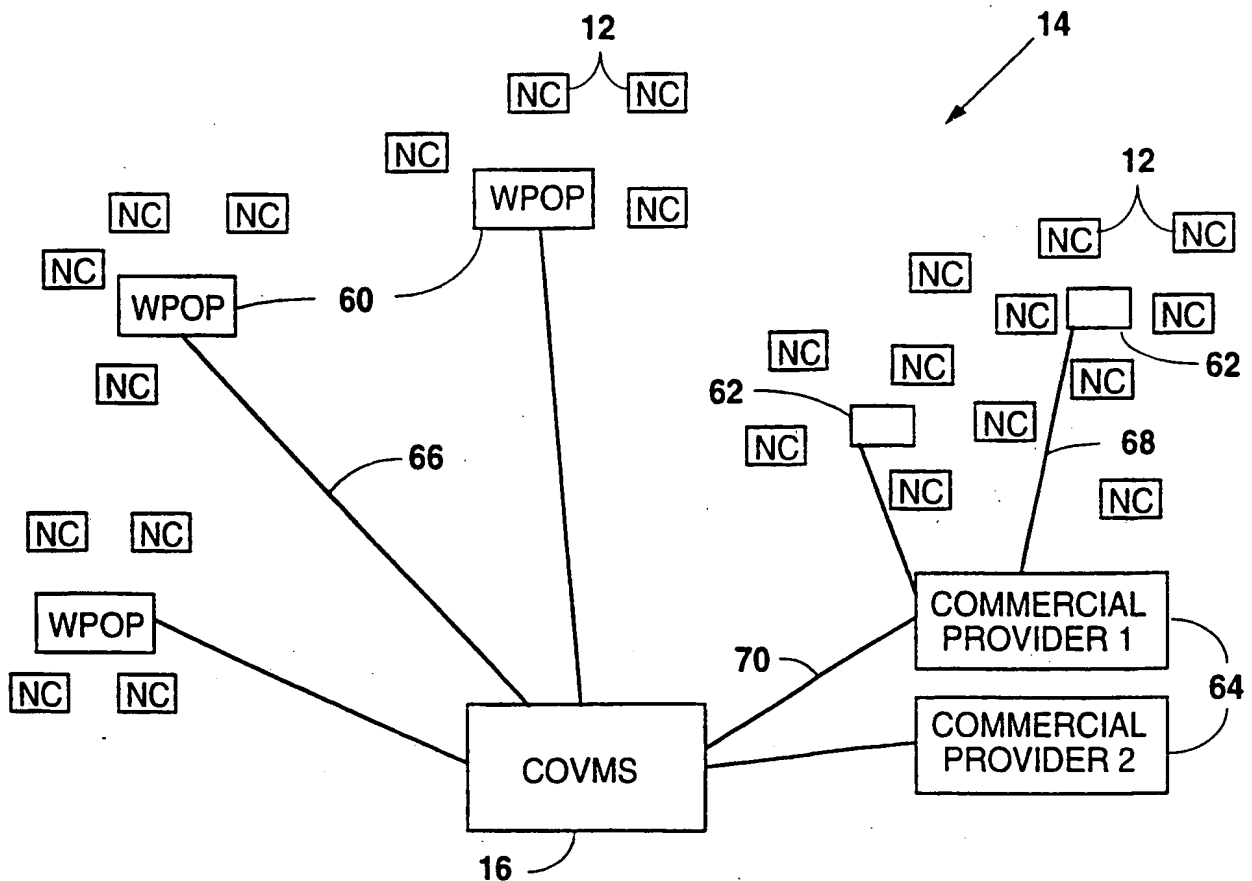 12
14
NC NC
NC
12
WPOP
NC
NC NC
NC NC
NC
NC
60
WPOP
NC NC
62
NC
NC
NC
NC
62
NC
NC
66
NC
68
NC
NC
NC NC
COMMERCIAL
PROVIDER 1
WPOP
70
64
NC NC
COMMERCIAL
PROVIDER 2
COVMS
16